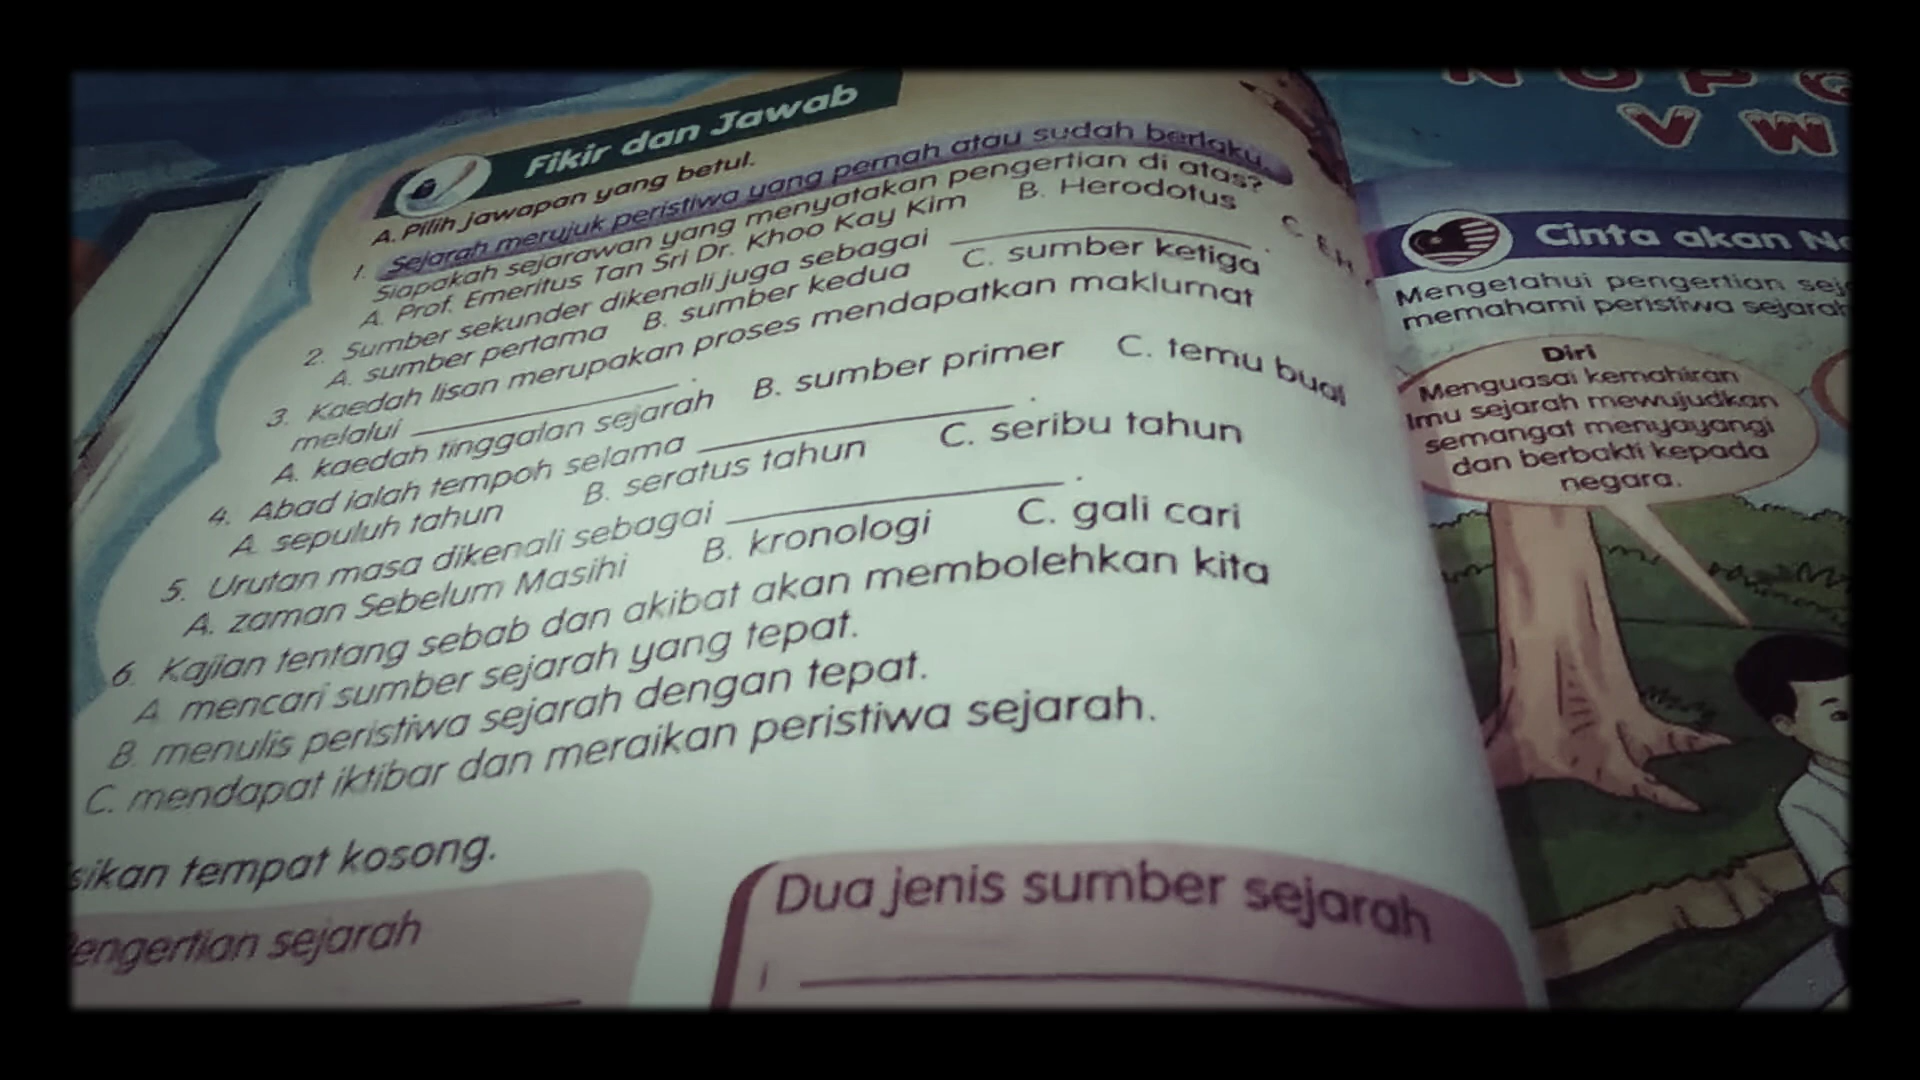 Fikir dan Jawab
A. Pilih jawapan yang betul.
1. Sejarah merujuk peristiwa yang pernah atau sudah berlaku.
Siapakah sejarawan yang menyatakan pengertian di atas?
A. Prof. Emeritus Tan Sri Dr. Khoo Kay Kim B. Herodotus C. E.H.
2. Sumber sekunder dikenali juga sebagai ____________.
A. sumber pertama B. sumber kedua C. sumber ketiga
3. Kaedah lisan merupakan proses mendapatkan maklumat
melalui ____________.
A. kaedah tinggalan sejarah B. sumber primer C. temu bual
4. Abad ialah tempoh selama ____________.
A. sepuluh tahun B. seratus tahun C. seribu tahun
5. Urutan masa dikenali sebagai ____________.
A. zaman Sebelum Masihi B. kronologi C. gali cari
6. Kajian tentang sebab dan akibat akan membolehkan kita
A. mencari sumber sejarah yang tepat.
B. menulis peristiwa sejarah dengan tepat.
C. mendapat iktibar dan meraikan peristiwa sejarah.
sikan tempat kosong.
engertian sejarah
Dua jenis sumber sejarah
Cinta akan
Mengetahui pengertian
memahami peristiwa sejarah
Diri
Menguasai kemahiran
Ilmu sejarah mewujudkan
semangat menyayangi
dan berbakti kepada
negara.
V W